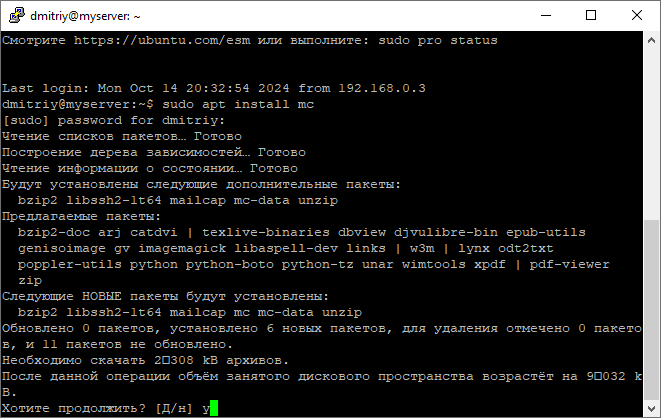 dmitriy@myserver: ~
Смотрите https://ubuntu.com/esm или выполните: sudo pro status
Last login: Mon Oct 14 20:32:54 2024 from 192.168.0.3
dmitriy@myserver:~$ sudo apt install mc
[sudo] password for dmitriy:
Чтение списков пакетов… Готово
Построение дерева зависимостей… Готово
Чтение информации о состоянии… Готово
Будут установлены следующие дополнительные пакеты:
bzip2 libssh2-1t64 mailcap mc-data unzip
Предлагаемые пакеты:
bzip2-doc arj catdvi | texlive-binaries dbview djvulibre-bin epub-utils
genisoimage gv imagemagick libaspell-dev links | w3m | lynx odt2txt
poppler-utils python python-boto python-tz unar wimtools xpdf | pdf-viewer
zip
Следующие НОВЫЕ пакеты будут установлены:
bzip2 libssh2-1t64 mailcap mc mc-data unzip
Обновлено 0 пакетов, установлено 6 новых пакетов, для удаления отмечено 0 пакето
в, и 11 пакетов не обновлено.
Необходимо скачать 2□308 kB архивов.
После данной операции объём занятого дискового пространства возрастёт на 9□032 k
B.
Хотите продолжить? [Д/н] y